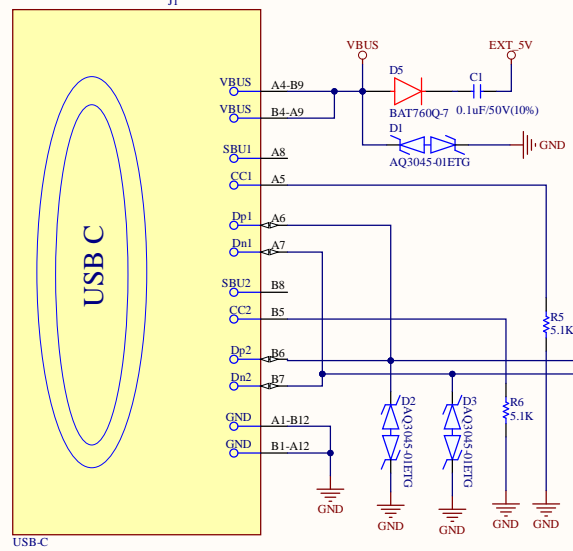 J1
VBUS
EXT_5V
VBUS A4-B9
D5
C1
VBUS B4-A9
BAT760Q-7
0.1uF/50V(10%)
D1
GND
SBU1 A8
AQ3045-01ETG
CC1 A5
Dp1 A6
Dn1 A7
USB C
SBU2 B8
CC2 B5
R5
5.1K
Dp2 B6
Dn2 B7
D2
AQ3045-01ETG
D3
AQ3045-01ETG
R6
5.1K
GND A1-B12
GND B1-A12
GND
GND
GND
GND
GND
USB-C